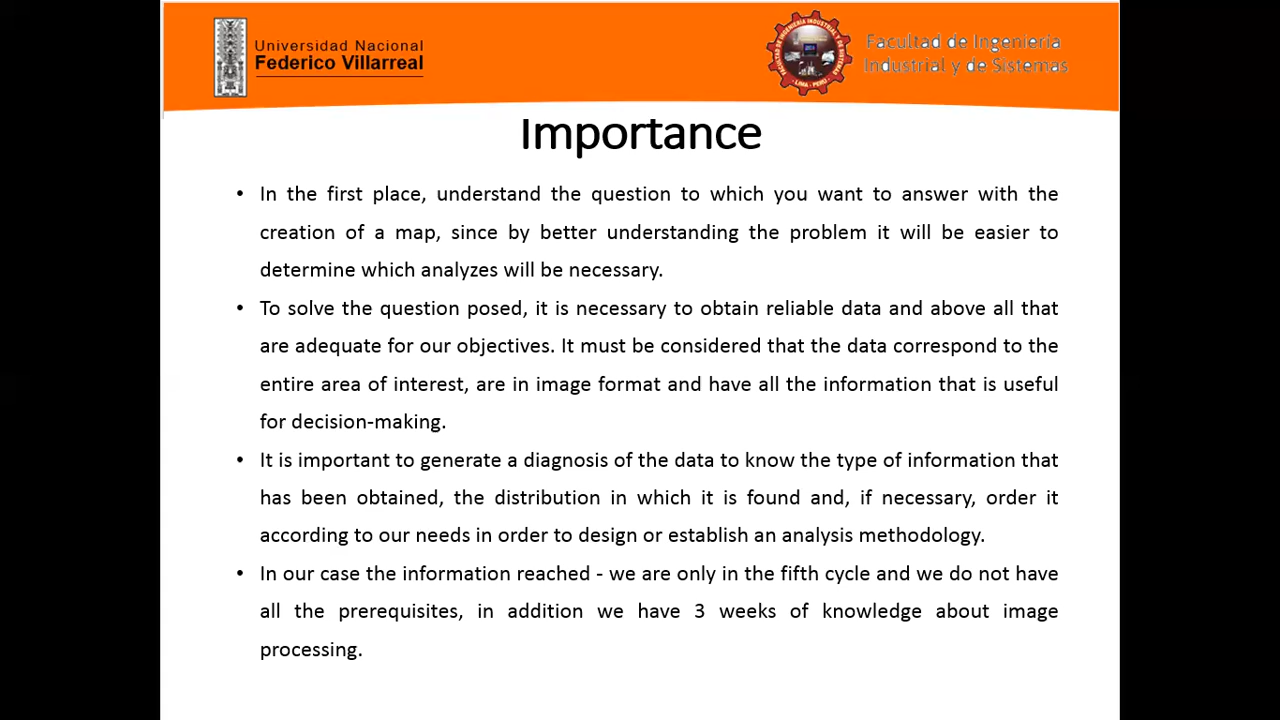 Universidad Nacional
Federico Villarreal
Facultad de Ingeniería
Industrial y de Sistemas
Importance
• In the first place, understand the question to which you want to answer with the
creation of a map, since by better understanding the problem it will be easier to
determine which analyzes will be necessary.
• To solve the question posed, it is necessary to obtain reliable data and above all that
are adequate for our objectives. It must be considered that the data correspond to the
entire area of interest, are in image format and have all the information that is useful
for decision-making.
• It is important to generate a diagnosis of the data to know the type of information that
has been obtained, the distribution in which it is found and, if necessary, order it
according to our needs in order to design or establish an analysis methodology.
• In our case the information reached - we are only in the fifth cycle and we do not have
all the prerequisites, in addition we have 3 weeks of knowledge about image
processing.